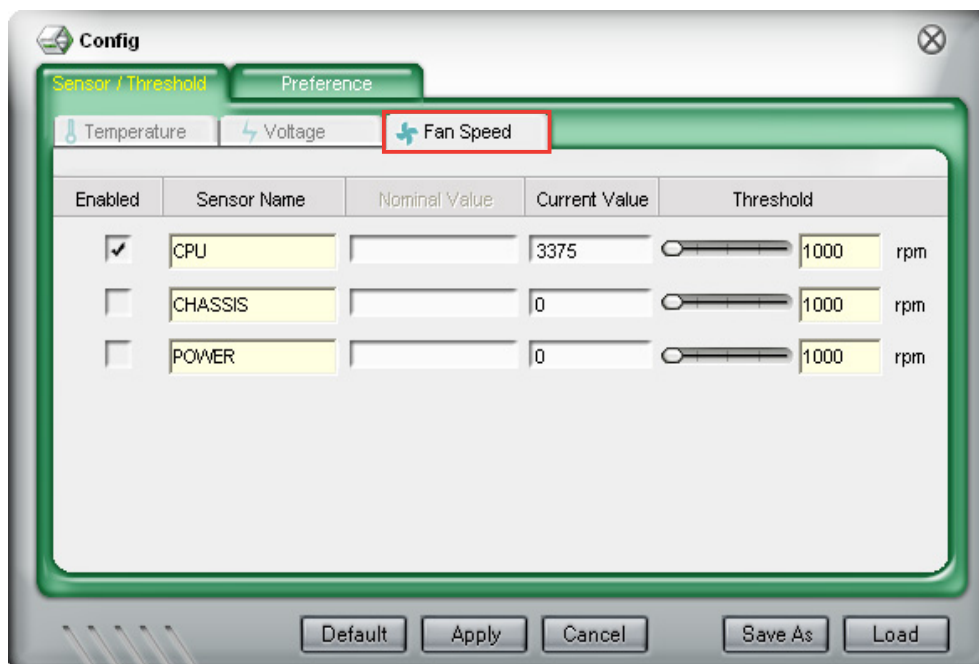 Config
Sensor / Threshold Preference
Temperature Voltage Fan Speed
Enabled Sensor Name Nominal Value Current Value Threshold
CPU 3375 1000 rpm
CHASSIS 0 1000 rpm
POWER 0 1000 rpm
Default Apply Cancel Save As Load